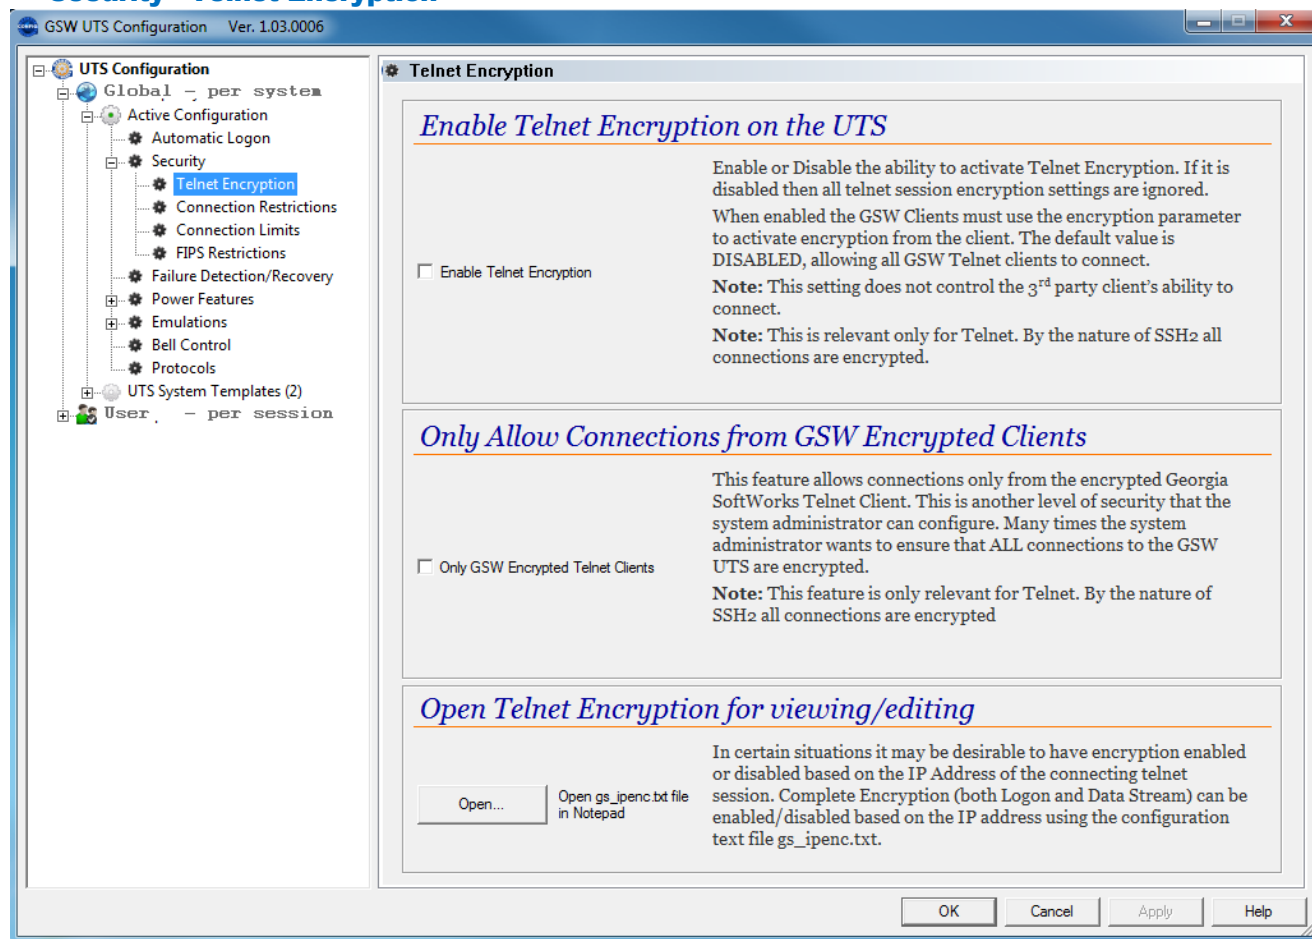 Security - Telnet Encryption
GSW UTS Configuration Ver. 1.03.0006
UTS Configuration
Global - per system
Active Configuration
Automatic Logon
Security
Telnet Encryption
Connection Restrictions
Connection Limits
FIPS Restrictions
Failure Detection/Recovery
Power Features
Emulations
Bell Control
Protocols
UTS System Templates (2)
User - per session
Telnet Encryption
Enable Telnet Encryption on the UTS
Enable Telnet Encryption
Enable or Disable the ability to activate Telnet Encryption. If it is
disabled then all telnet session encryption settings are ignored.
When enabled the GSW Clients must use the encryption parameter
to activate encryption from the client. The default value is
DISABLED, allowing all GSW Telnet clients to connect.
Note: This setting does not control the 3rd party client's ability to
connect.
Note: This is relevant only for Telnet. By the nature of SSH2 all
connections are encrypted.
Only Allow Connections from GSW Encrypted Clients
Only GSW Encrypted Telnet Clients
This feature allows connections only from the encrypted Georgia
SoftWorks Telnet Client. This is another level of security that the
system administrator can configure. Many times the system
administrator wants to ensure that ALL connections to the GSW
UTS are encrypted.
Note: This feature is only relevant for Telnet. By the nature of
SSH2 all connections are encrypted
Open Telnet Encryption for viewing/editing
Open...
Open gs_ipenc.txt file
in Notepad
In certain situations it may be desirable to have encryption enabled
or disabled based on the IP Address of the connecting telnet
session. Complete Encryption (both Logon and Data Stream) can be
enabled/disabled based on the IP address using the configuration
text file gs_ipenc.txt.
OK Cancel Apply Help